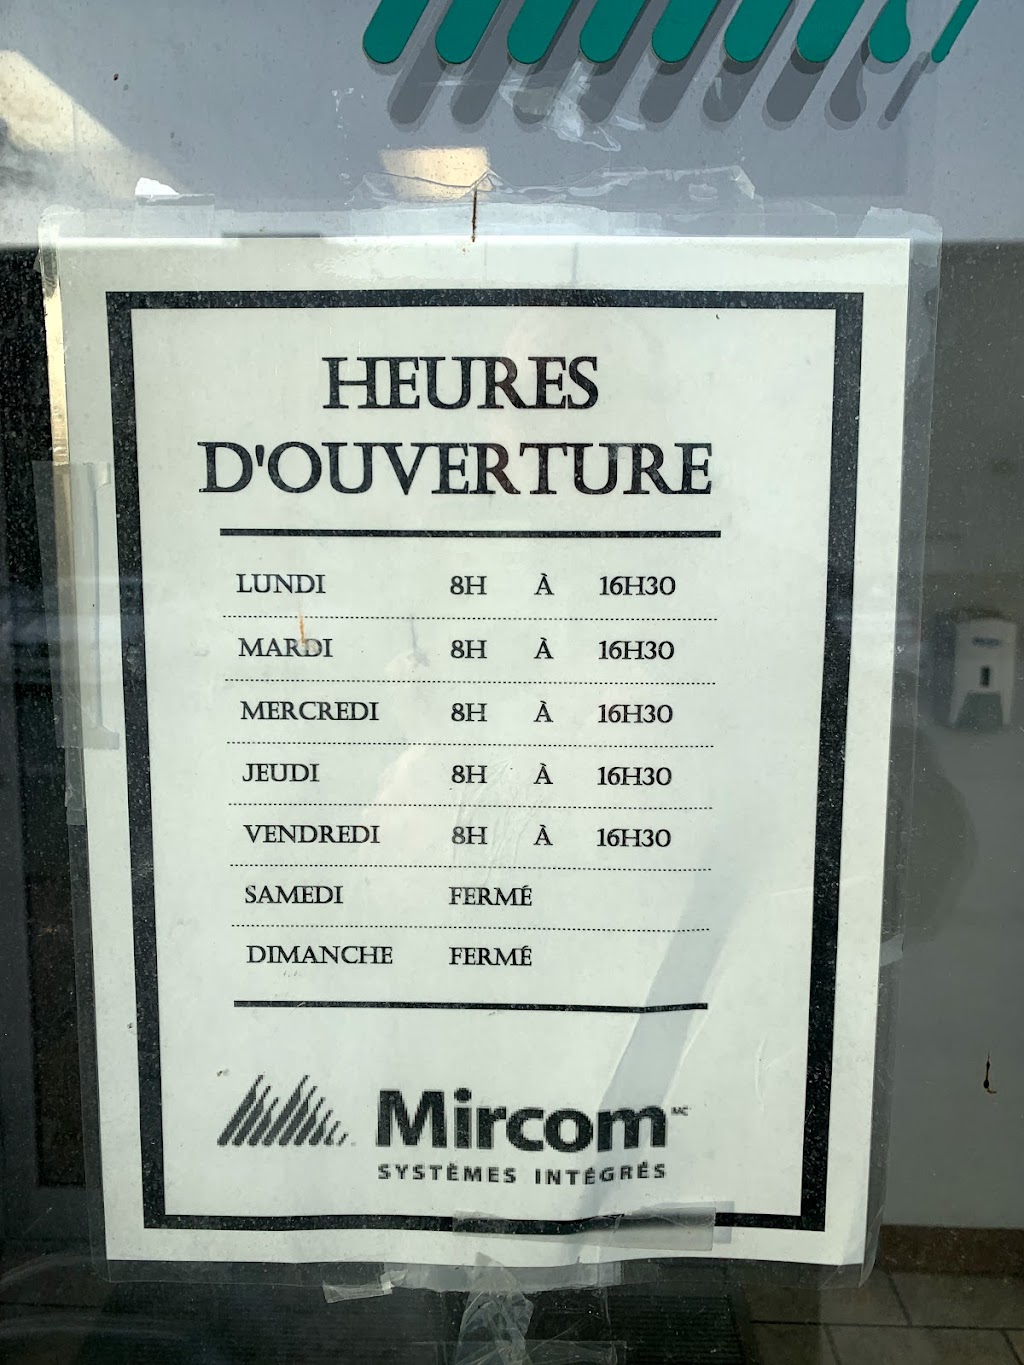 HEURES
D'OUVERTURE
LUNDI 8H À 16H30
MARDI 8H À 16H30
MERCREDI 8H À 16H30
JEUDI 8H À 16H30
VENDREDI 8H À 16H30
SAMEDI FERMÉ
DIMANCHE FERMÉ
Mircom MC
SYSTÈMES INTÉGRÉS